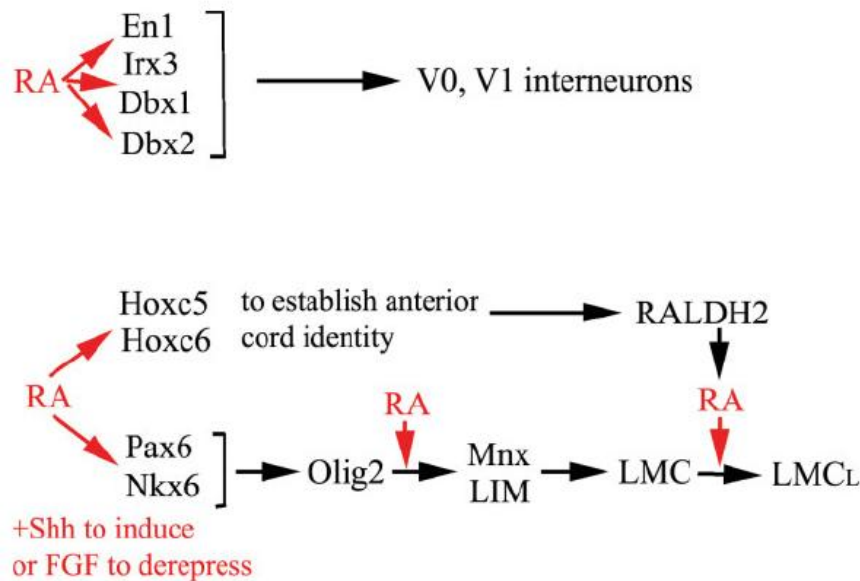 En1
Irx3
RA
Dbx1
Dbx2
V0, V1 interneurons
Hoxc5 to establish anterior
Hoxc6 cord identity
RALDH2
RA
RA
RA
Pax6
Nkx6
Olig2
Mnx
LIM
LMC
LMCL
+Shh to induce
or FGF to derepress